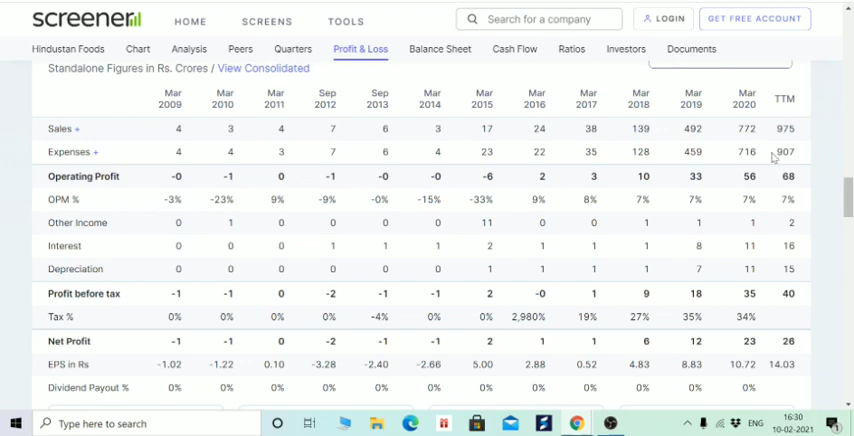 screener HOME SCREENS TOOLS Search for a company LOGIN GET FREE ACCOUNT
Hindustan Foods Chart Analysis Peers Quarters Profit & Loss Balance Sheet Cash Flow Ratios Investors Documents
Standalone Figures in Rs. Crores / View Consolidated
Mar 2009 Mar 2010 Mar 2011 Sep 2012 Sep 2013 Mar 2014 Mar 2015 Mar 2016 Mar 2017 Mar 2018 Mar 2019 Mar 2020 TTM
Sales + 4 3 4 7 6 3 17 24 38 139 492 772 975
Expenses + 4 4 3 7 6 4 23 22 35 128 459 716 907
Operating Profit -0 -1 0 -1 -0 -0 -6 2 3 10 33 56 68
OPM % -3% -23% 9% -9% -0% -15% -33% 9% 8% 7% 7% 7% 7%
Other Income 0 1 0 0 0 0 11 0 0 1 1 1 2
Interest 0 0 0 1 1 1 2 1 1 1 8 11 16
Depreciation 0 0 0 0 0 0 1 1 1 1 7 11 15
Profit before tax -1 -1 0 -2 -1 -1 2 -0 1 9 18 35 40
Tax % 0% 0% 0% 0% -4% 0% 0% 2,980% 19% 27% 35% 34%
Net Profit -1 -1 0 -2 -1 -1 2 1 1 6 12 23 26
EPS in Rs -1.02 -1.22 0.10 -3.28 -2.40 -2.66 5.00 2.88 0.52 4.83 8.83 10.72 14.03
Dividend Payout % 0% 0% 0% 0% 0% 0% 0% 0% 0% 0% 0% 0%
Type here to search ENG 16:30
10-02-2021 1